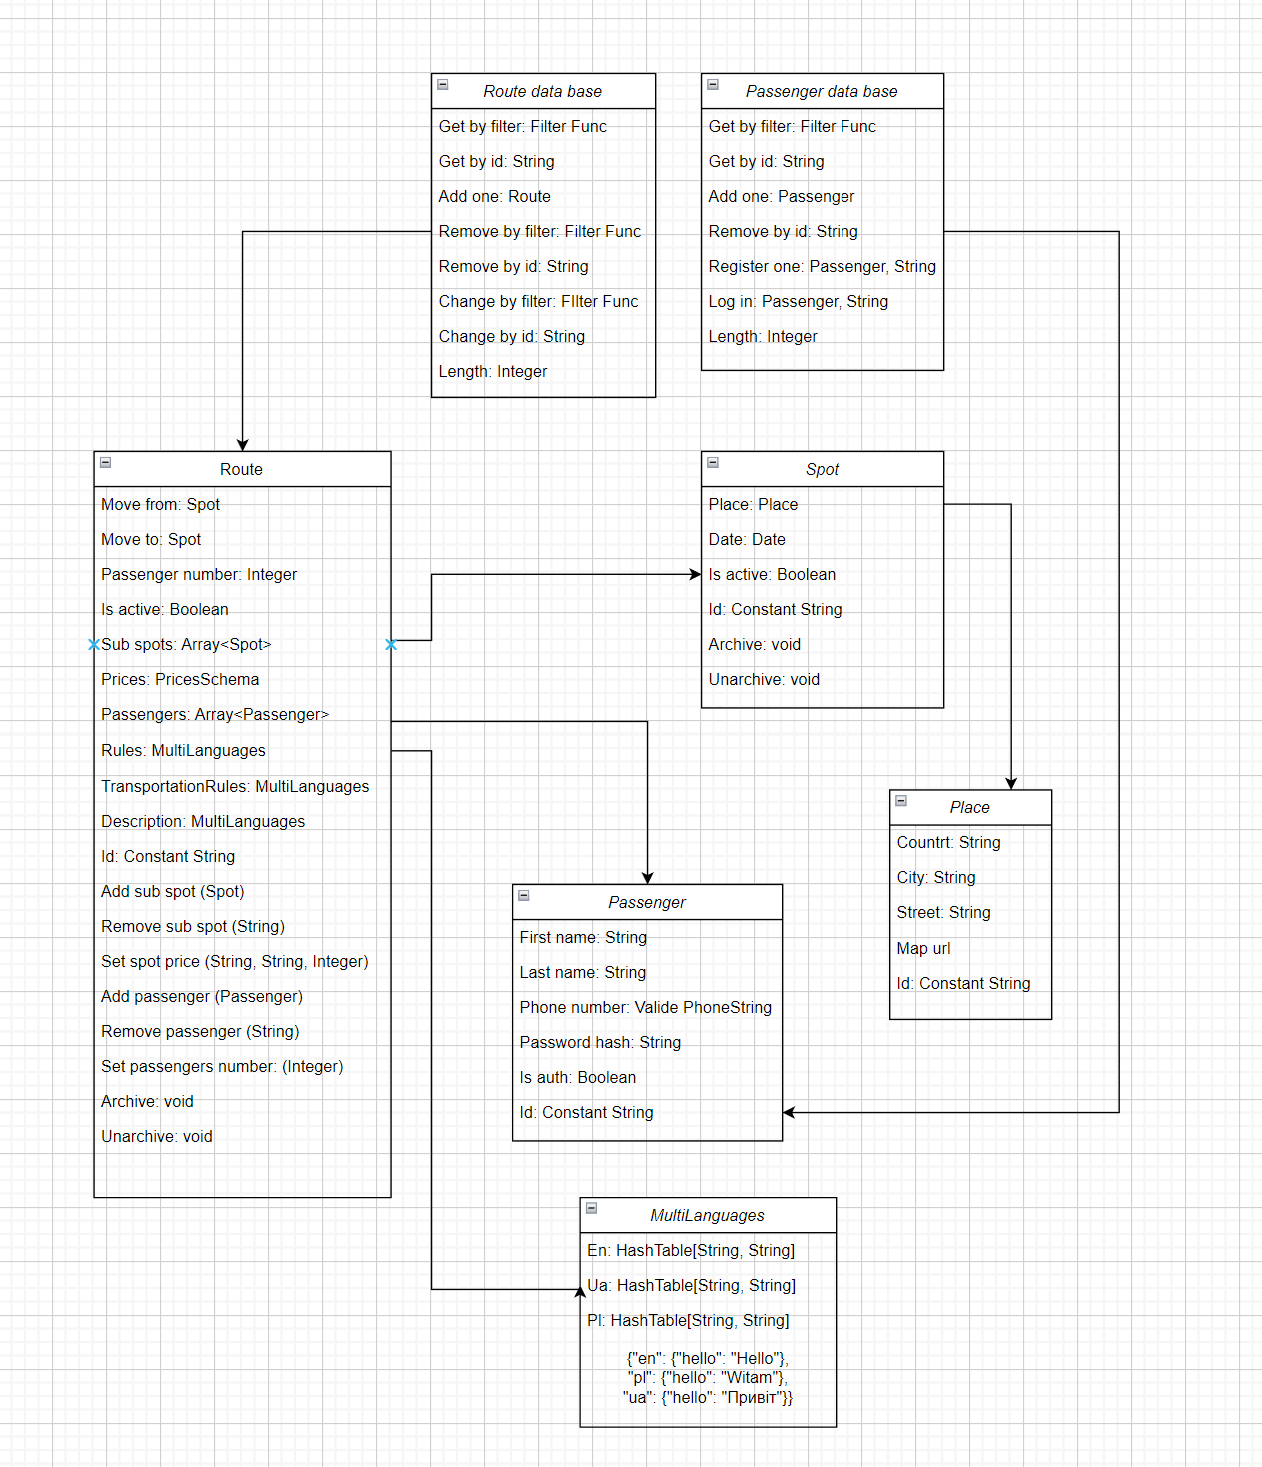 Route data base
Get by filter: Filter Func
Get by id: String
Add one: Route
Remove by filter: Filter Func
Remove by id: String
Change by filter: FIlter Func
Change by id: String
Length: Integer
Passenger data base
Get by filter: Filter Func
Get by id: String
Add one: Passenger
Remove by id: String
Register one: Passenger, String
Log in: Passenger, String
Length: Integer
Route
Move from: Spot
Move to: Spot
Passenger number: Integer
Is active: Boolean
Sub spots: Array<Spot>
Prices: PricesSchema
Passengers: Array<Passenger>
Rules: MultiLanguages
TransportationRules: MultiLanguages
Description: MultiLanguages
Id: Constant String
Add sub spot (Spot)
Remove sub spot (String)
Set spot price (String, String, Integer)
Add passenger (Passenger)
Remove passenger (String)
Set passengers number: (Integer)
Archive: void
Unarchive: void
Spot
Place: Place
Date: Date
Is active: Boolean
Id: Constant String
Archive: void
Unarchive: void
Place
Countrt: String
City: String
Street: String
Map url
Id: Constant String
Passenger
First name: String
Last name: String
Phone number: Valide PhoneString
Password hash: String
Is auth: Boolean
Id: Constant String
MultiLanguages
En: HashTable[String, String]
Ua: HashTable[String, String]
Pl: HashTable[String, String]
{"en": {"hello": "Hello"},
"pl": {"hello": "Witam"},
"ua": {"hello": "Привіт"}}